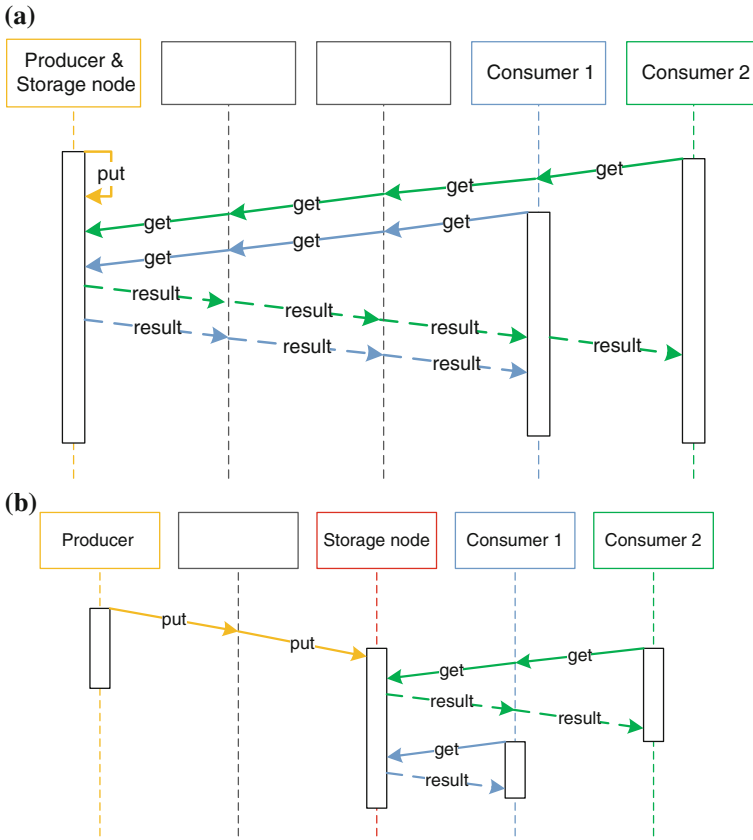 (a)
Producer &
Storage node
Consumer 1
Consumer 2
put
get
get
get
get
get
get
get
result
result
result
result
result
result
result
(b)
Producer
Storage node
Consumer 1
Consumer 2
put
put
get
get
result
result
get
result